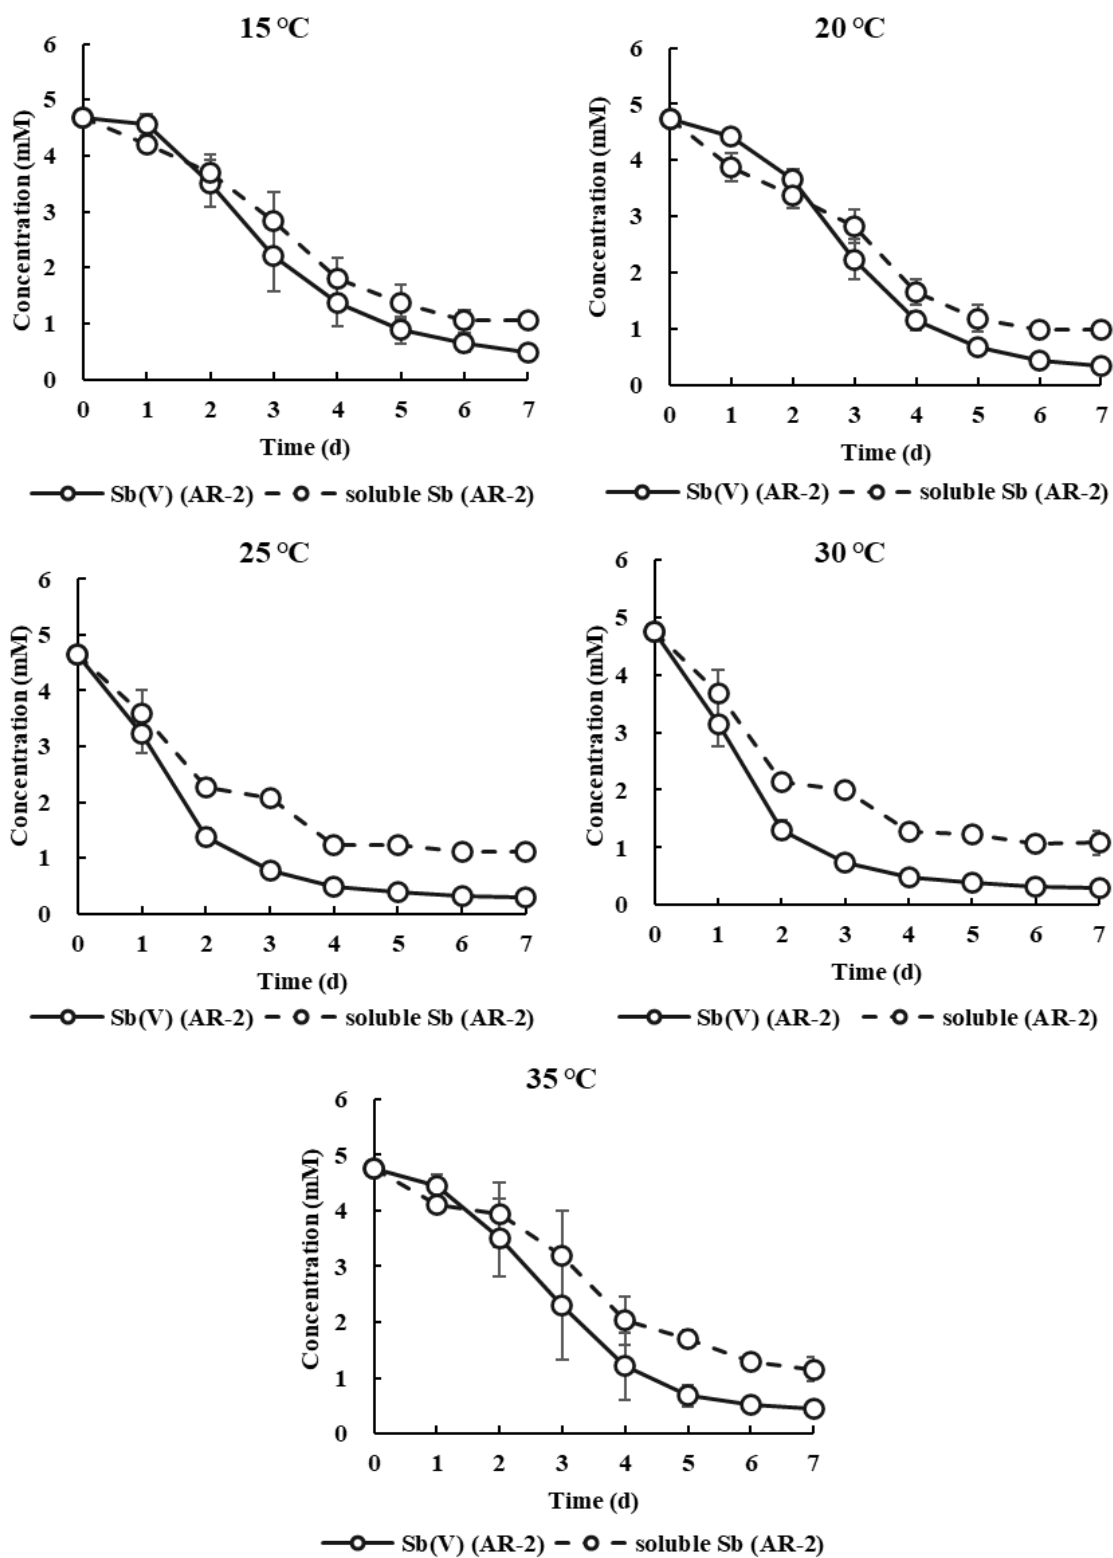 15 °C
6
5
4
3
2
1
0
Concentration (mM)
0 1 2 3 4 5 6 7
Time (d)
Sb(V) (AR-2) soluble Sb (AR-2)
20 °C
6
5
4
3
2
1
0
Concentration (mM)
0 1 2 3 4 5 6 7
Time (d)
Sb(V) (AR-2) soluble Sb (AR-2)
25 °C
6
5
4
3
2
1
0
Concentration (mM)
0 1 2 3 4 5 6 7
Time (d)
Sb(V) (AR-2) soluble Sb (AR-2)
30 °C
6
5
4
3
2
1
0
Concentration (mM)
0 1 2 3 4 5 6 7
Time (d)
Sb(V) (AR-2) soluble (AR-2)
35 °C
6
5
4
3
2
1
0
Concentration (mM)
0 1 2 3 4 5 6 7
Time (d)
Sb(V) (AR-2) soluble Sb (AR-2)